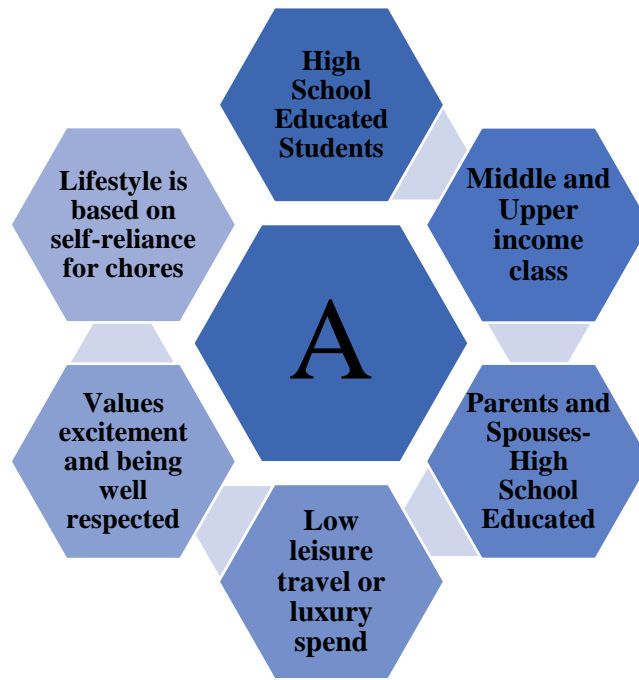 High
School
Educated
Students
Middle and
Upper
income
class
Parents and
Spouses-
High
School
Educated
Low
leisure
travel or
luxury
spend
Values
excitement
and being
well
respected
Lifestyle is
based on
self-reliance
for chores
A